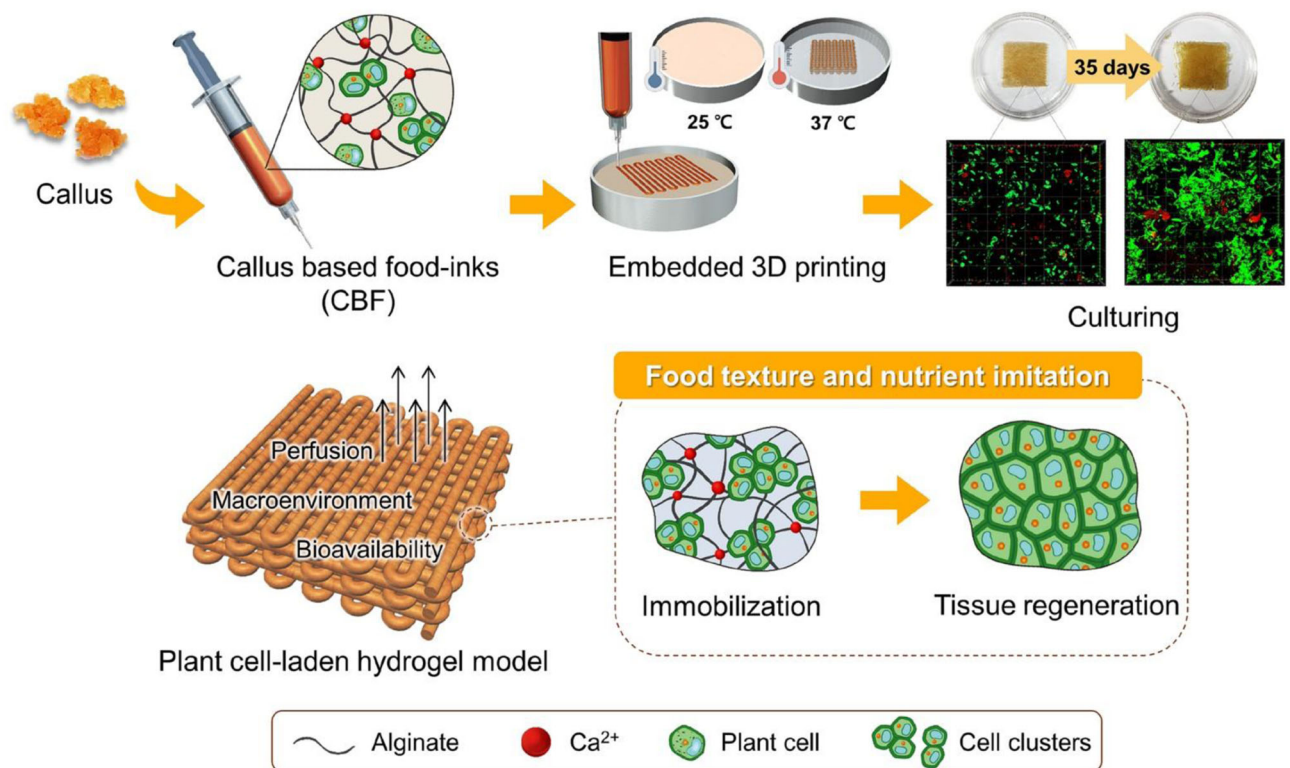 Callus
Callus based food-inks
(CBF)
25 ℃
37 ℃
Embedded 3D printing
35 days
Culturing
Perfusion
Macroenvironment
Bioavailability
Plant cell-laden hydrogel model
Food texture and nutrient imitation
Immobilization
Tissue regeneration
Alginate
Ca²⁺
Plant cell
Cell clusters